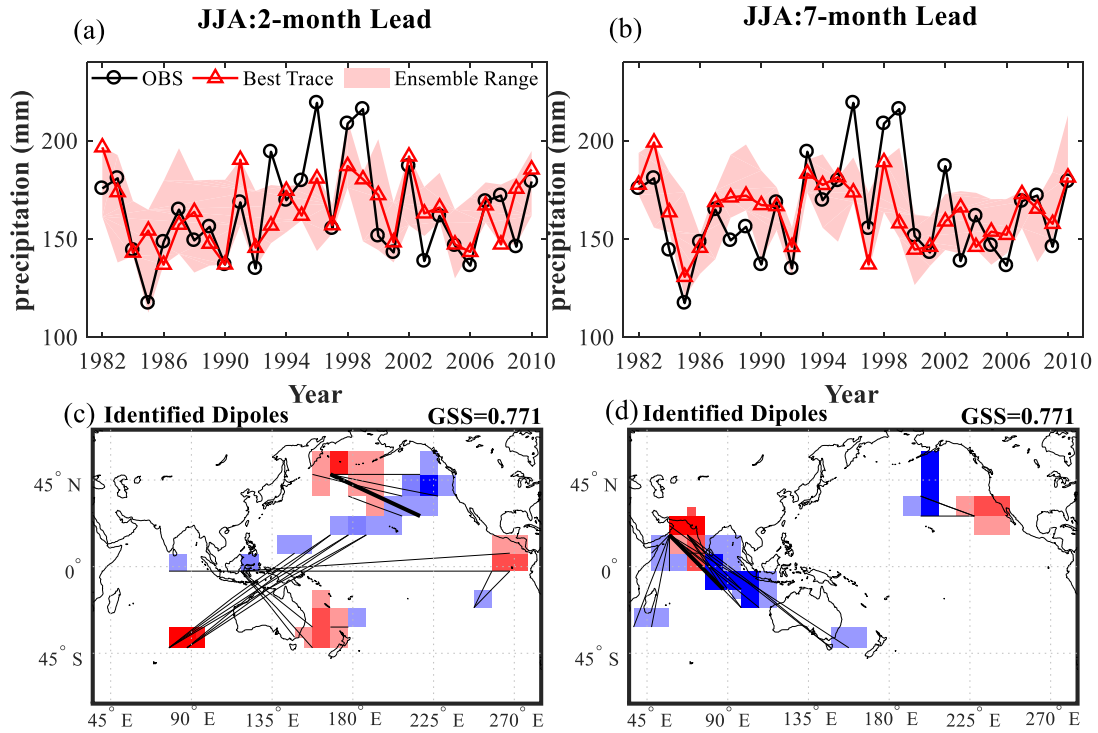 (a) JJA:2-month Lead
OBS Best Trace Ensemble Range
precipitation (mm)
200
150
100
1982 1986 1990 1994 1998 2002 2006 2010
Year
(b) JJA:7-month Lead
precipitation (mm)
200
150
100
1982 1986 1990 1994 1998 2002 2006 2010
Year
(c) Identified Dipoles GSS=0.771
45° N
0°
45° S
45° E 90° E 135° E 180° E 225° E 270° E
(d) Identified Dipoles GSS=0.771
45° N
0°
45° S
45° E 90° E 135° E 180° E 225° E 270° E